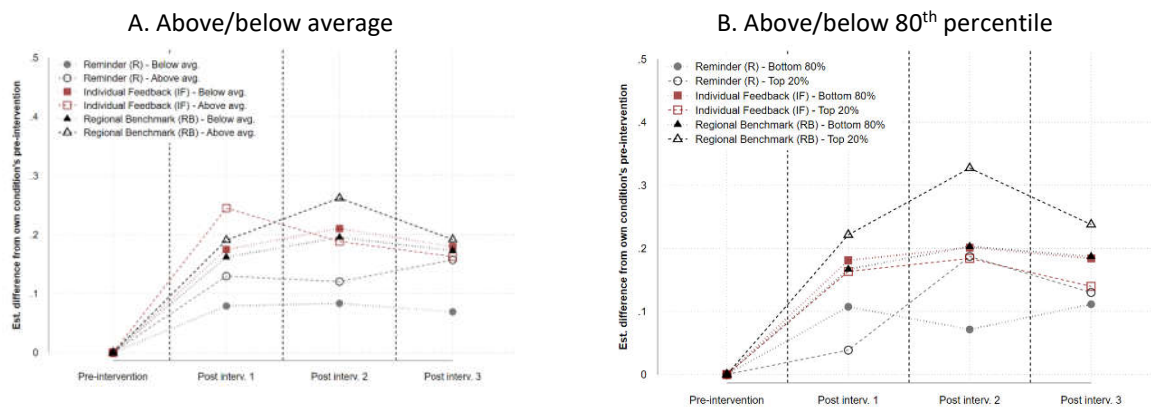 A. Above/below average
.5
.4
.3
.2
.1
0
Est. difference from own condition's pre-intervention
Reminder (R) - Below avg.
Reminder (R) - Above avg.
Individual Feedback (IF) - Below avg.
Individual Feedback (IF) - Above avg.
Regional Benchmark (RB) - Below avg.
Regional Benchmark (RB) - Above avg.
Pre-intervention Post interv. 1 Post interv. 2 Post interv. 3
B. Above/below 80th percentile
.5
.4
.3
.2
.1
0
Est. difference from own condition's pre-intervention
Reminder (R) - Bottom 80%
Reminder (R) - Top 20%
Individual Feedback (IF) - Bottom 80%
Individual Feedback (IF) - Top 20%
Regional Benchmark (RB) - Bottom 80%
Regional Benchmark (RB) - Top 20%
Pre-intervention Post interv. 1 Post interv. 2 Post interv. 3